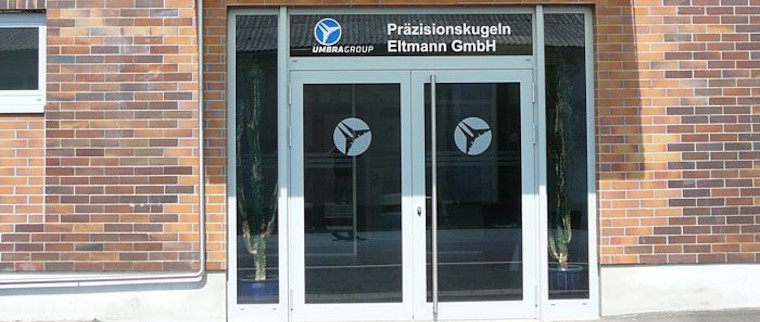 UMBRAGROUP
Präzisionskugeln
Eltmann GmbH